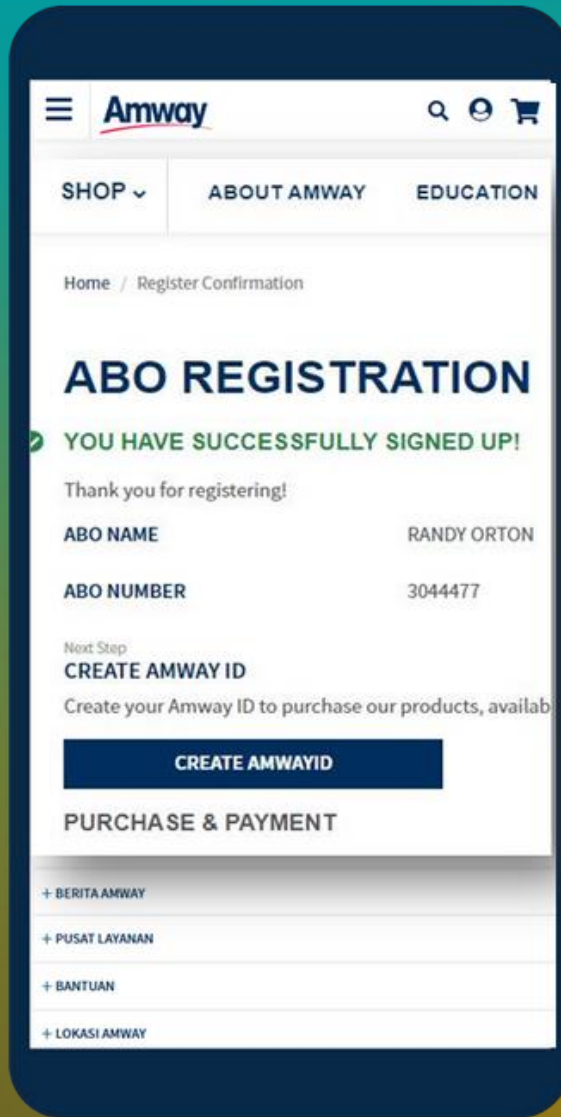 Amway
SHOP ABOUT AMWAY EDUCATION
Home / Register Confirmation
ABO REGISTRATION
YOU HAVE SUCCESSFULLY SIGNED UP!
Thank you for registering!
ABO NAME RANDY ORTON
ABO NUMBER 3044477
Next Step
CREATE AMWAY ID
Create your Amway ID to purchase our products, availab
CREATE AMWAYID
PURCHASE & PAYMENT
+ BERITA AMWAY
+ PUSAT LAYANAN
+ BANTUAN
+ LOKASI AMWAY